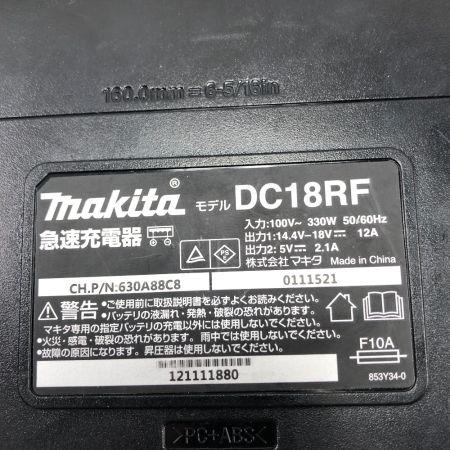 160.0mm=6-5/16in
makita® モデル DC18RF
急速充電器
入力:100V~ 330W 50/60Hz
出力1:14.4V⎓18V⎓ 12A
出力2:5V⎓ 2.1A
株式会社 マキタ Made in China
PS
CH.P/N:630A88C8
0111521
警告
•ご使用前に取扱説明書を必ずよくお読みください。
•バッテリの液漏れ・発熱・破裂の恐れがあります。
マキタ専用の指定バッテリの充電以外には使用しないでください。
•火災・感電・破裂の恐れあり。雨中では使用しないでください。
•故障の原因になります。昇圧器は使用しないでください。
F10A
121111880
853Y34-0
>PC+ABS<